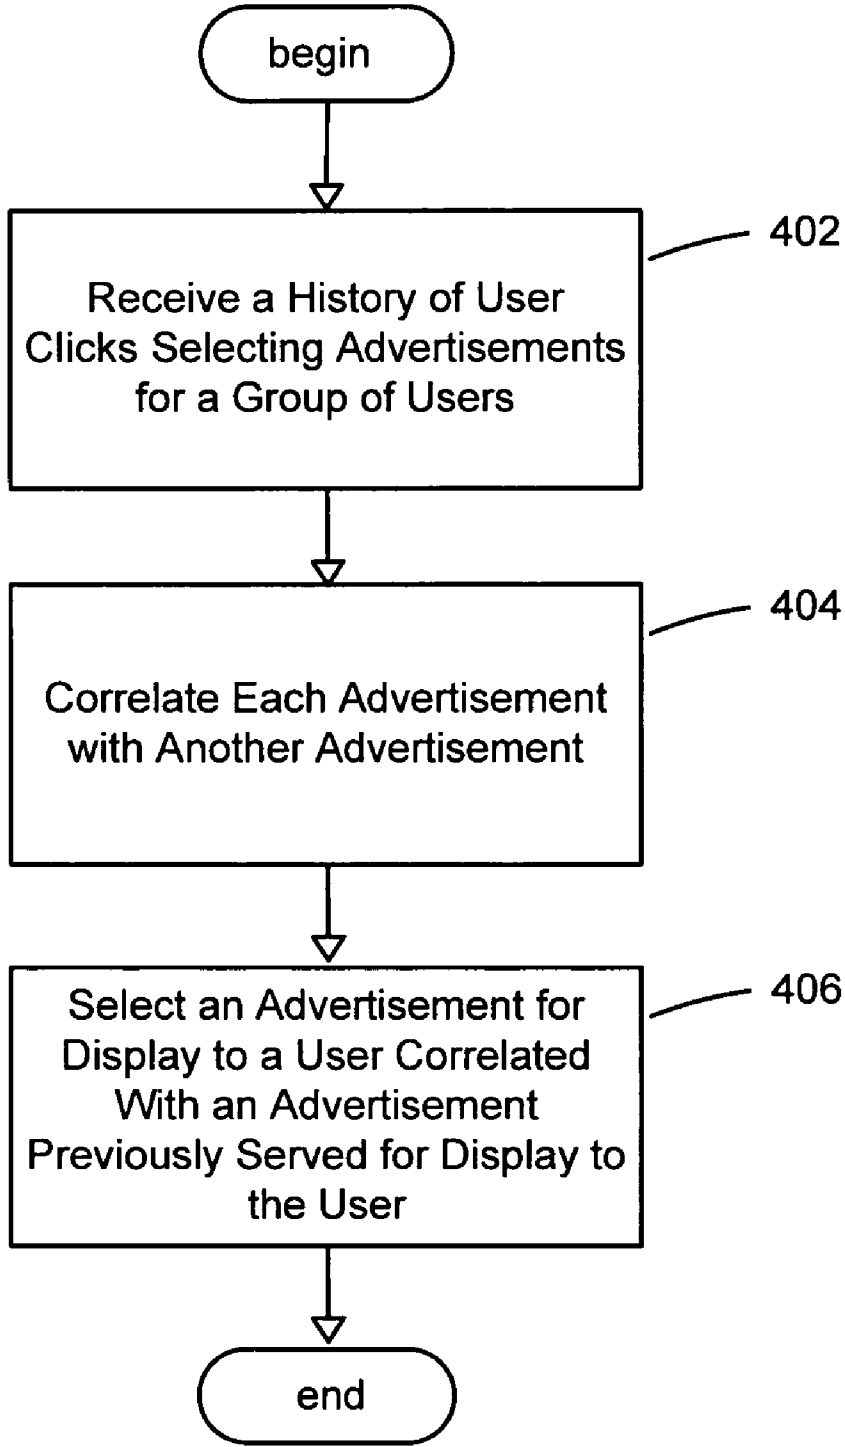 begin
402
Receive a History of User
Clicks Selecting Advertisements
for a Group of Users
404
Correlate Each Advertisement
with Another Advertisement
406
Select an Advertisement for
Display to a User Correlated
With an Advertisement
Previously Served for Display to
the User
end